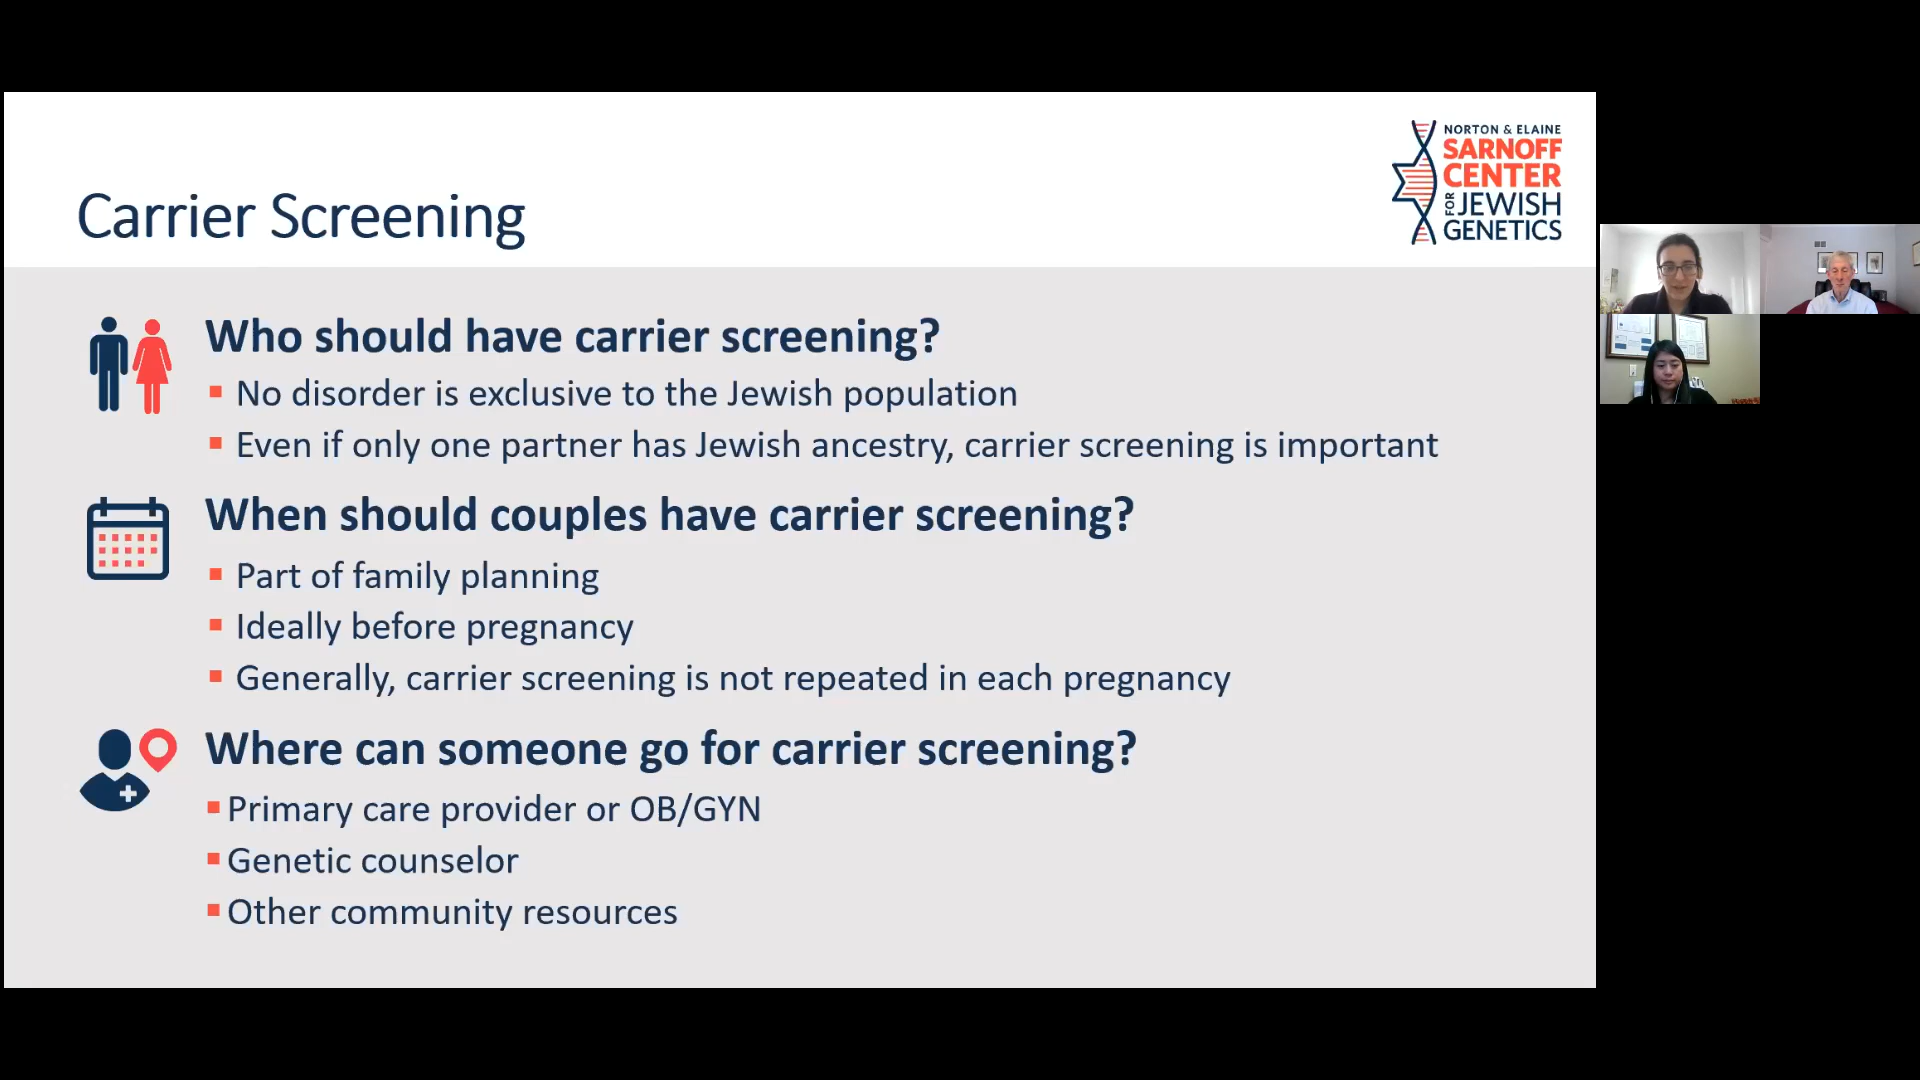 Carrier Screening
NORTON & ELAINE
SARNOFF
CENTER
FOR JEWISH
GENETICS
Who should have carrier screening?
No disorder is exclusive to the Jewish population
Even if only one partner has Jewish ancestry, carrier screening is important
When should couples have carrier screening?
Part of family planning
Ideally before pregnancy
Generally, carrier screening is not repeated in each pregnancy
Where can someone go for carrier screening?
Primary care provider or OB/GYN
Genetic counselor
Other community resources